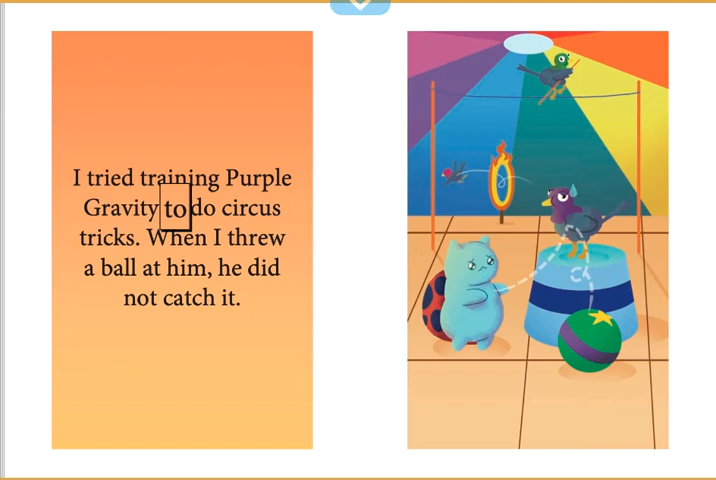 I tried training Purple
Gravity to do circus
tricks. When I threw
a ball at him, he did
not catch it.